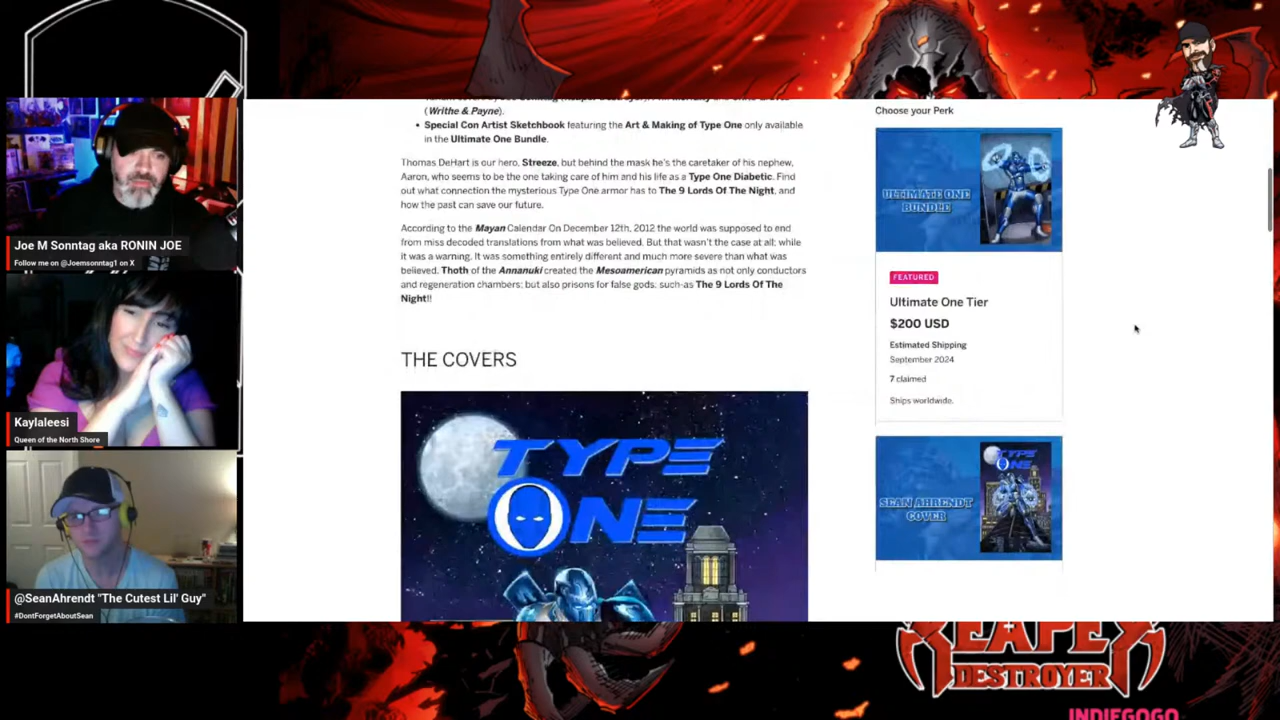 Joe M Sonntag aka RONIN JOE
Follow me on @Joemsonntag1 on X
Kaylaleesi
Queen of the North Shore
@SeanAhrendt "The Cutest Lil' Guy"
#DontForgetAboutSean
(Writhe & Payne).
• Special Con Artist Sketchbook featuring the Art & Making of Type One only available
in the Ultimate One Bundle.
Thomas DeHart is our hero, Streeze, but behind the mask he's the caretaker of his nephew,
Aaron, who seems to be the one taking care of him and his life as a Type One Diabetic. Find
out what connection the mysterious Type One armor has to The 9 Lords Of The Night, and
how the past can save our future.
According to the Mayan Calendar On December 12th, 2012 the world was supposed to end
from miss decoded translations from what was believed. But that wasn't the case at all; while
it was a warning. It was something entirely different and much more severe than what was
believed. Thoth of the Annanuki created the Mesoamerican pyramids as not only conductors
and regeneration chambers; but also prisons for false gods, such-as The 9 Lords Of The
Night!!
THE COVERS
TYPE
ONE
Choose your Perk
ULTIMATE ONE
BUNDLE
FEATURED
Ultimate One Tier
$200 USD
Estimated Shipping
September 2024
7 claimed
Ships worldwide.
SEAN AHRENDT
COVER
TYPE
ONE
REAPER
DESTROYER
INDIEGOGO